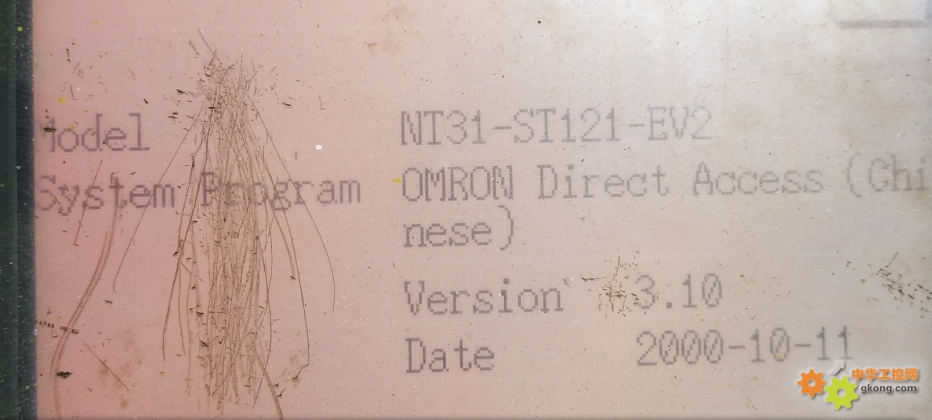 Model NT31-ST121-EV2
System Program OMRON Direct Access (Chi
nese)
Version 3.10
Date 2000-10-11
中华工控网
gkong.com